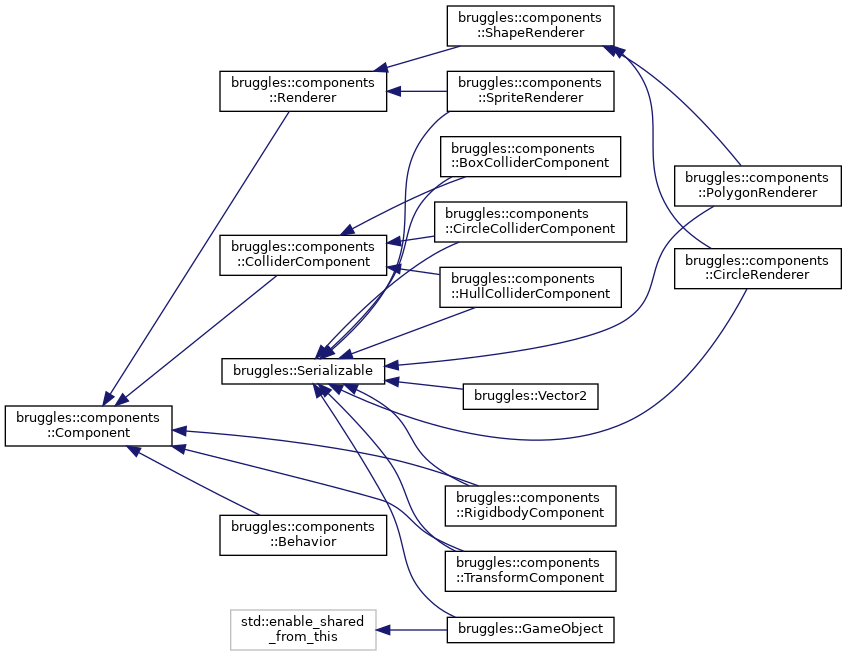 bruggles::components
::ShapeRenderer
bruggles::components
::Renderer
bruggles::components
::SpriteRenderer
bruggles::components
::BoxColliderComponent
bruggles::components
::PolygonRenderer
bruggles::components
::CircleColliderComponent
bruggles::components
::ColliderComponent
bruggles::components
::CircleRenderer
bruggles::components
::HullColliderComponent
bruggles::Serializable
bruggles::Vector2
bruggles::components
::Component
bruggles::components
::RigidbodyComponent
bruggles::components
::Behavior
bruggles::components
::TransformComponent
std::enable_shared
_from_this
bruggles::GameObject